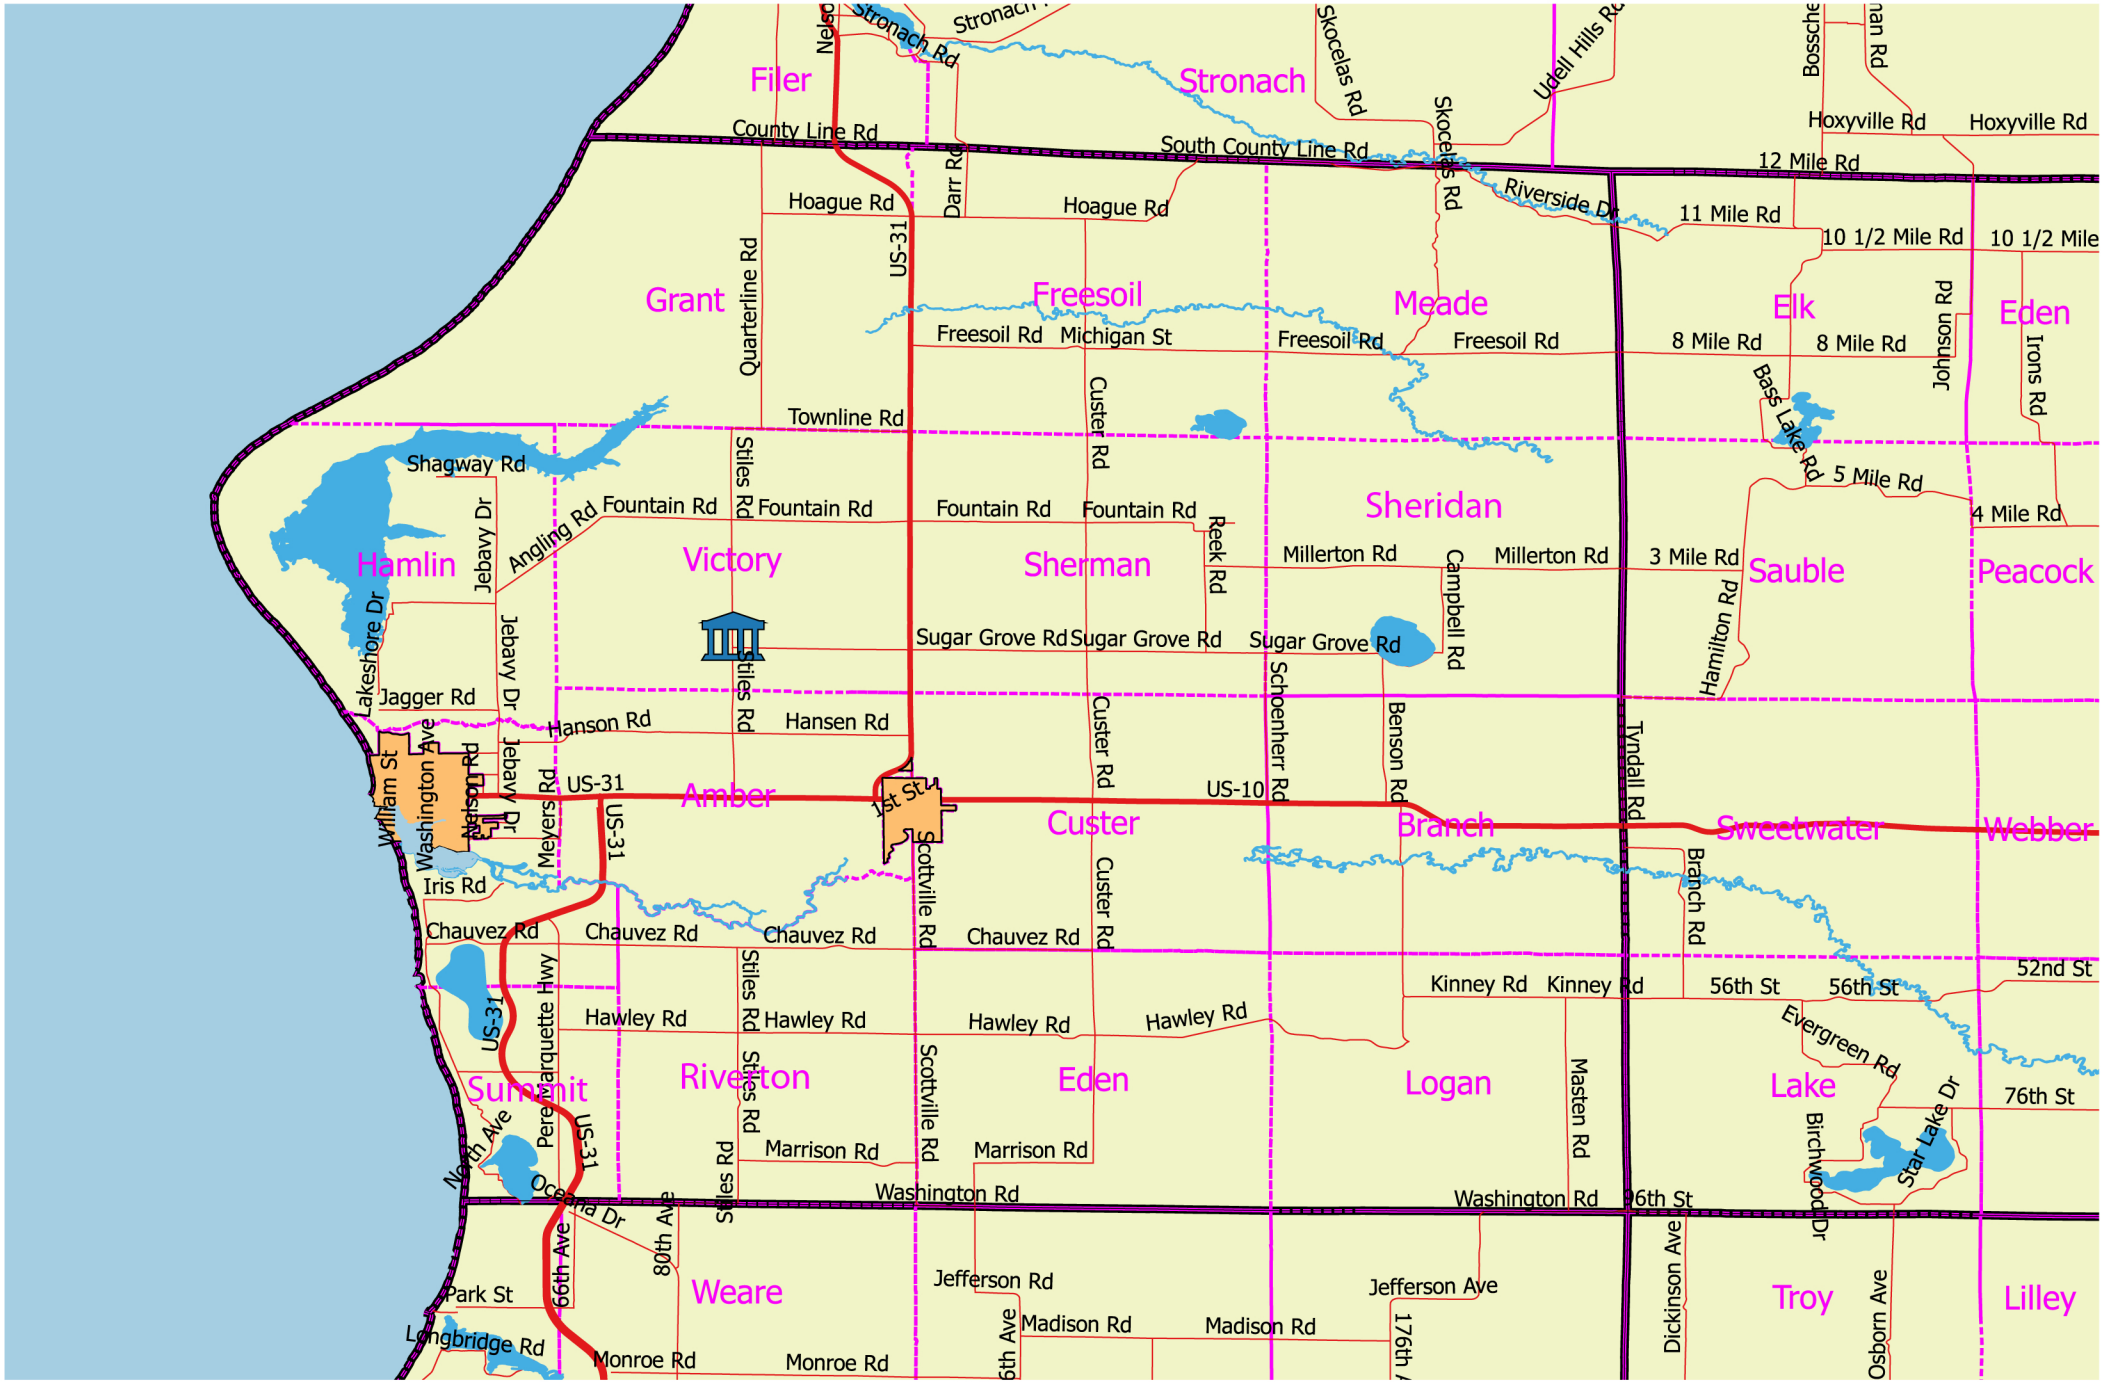 Nelso
Stronach Rd
Stronach
Skocelas Rd
Udell Hills Rd
Bossche
nan Rd
Filer
Stronach
County Line Rd
South County Line Rd
Skocelas Rd
Hoxyville Rd
Hoxyville Rd
12 Mile Rd
Darr Rd
Riverside Dr
Hoague Rd
Hoague Rd
11 Mile Rd
10 1/2 Mile Rd
10 1/2 Mile
US-31
Quarterline Rd
Grant
Freesoil
Meade
Elk
Eden
Johnson Rd
Freesoil Rd
Michigan St
Freesoil Rd
Freesoil Rd
8 Mile Rd
8 Mile Rd
Irons Rd
Bass Lake Rd
Custer Rd
Townline Rd
Stiles Rd
Shagway Rd
5 Mile Rd
Jebavy Dr
Angling Rd
Fountain Rd
Fountain Rd
Fountain Rd
Fountain Rd
Sheridan
4 Mile Rd
Reek Rd
Hamlin
Victory
Sherman
Millerton Rd
Campbell Rd
Millerton Rd
3 Mile Rd
Sauble
Peacock
Lakeshore Dr
Jebavy Dr
Sugar Grove Rd
Sugar Grove Rd
Sugar Grove Rd
Hamilton Rd
Stiles Rd
Schoenherr Rd
Jagger Rd
Hanson Rd
Hansen Rd
Custer Rd
Benson Rd
Tyndall Rd
William St
Washington Ave
Nelson Rd
Jebavy Dr
Meyers Rd
US-31
Amber
1st St
US-10
Custer
Branch
Sweetwater
Webber
US-31
Scottville Rd
Custer Rd
Branch Rd
Iris Rd
Chauvez Rd
Chauvez Rd
Chauvez Rd
Chauvez Rd
Stiles Rd
Pere Marquette Hwy
US-31
52nd St
Kinney Rd
Kinney Rd
56th St
56th St
Hawley Rd
Hawley Rd
Hawley Rd
Hawley Rd
Evergreen Rd
Summit
Riverton
Stiles Rd
Scottville Rd
Eden
Logan
Masten Rd
Lake
Star Lake Dr
76th St
North Ave
US-31
Marrison Rd
Marrison Rd
Birchwood Dr
Stiles Rd
Oceana Dr
Washington Rd
Washington Rd
96th St
66th Ave
80th Ave
Dickinson Ave
Park St
Weare
Jefferson Rd
Jefferson Ave
Troy
Lilley
Osborn Ave
Longbridge Rd
6th Ave
Madison Rd
Madison Rd
176th
Monroe Rd
Monroe Rd